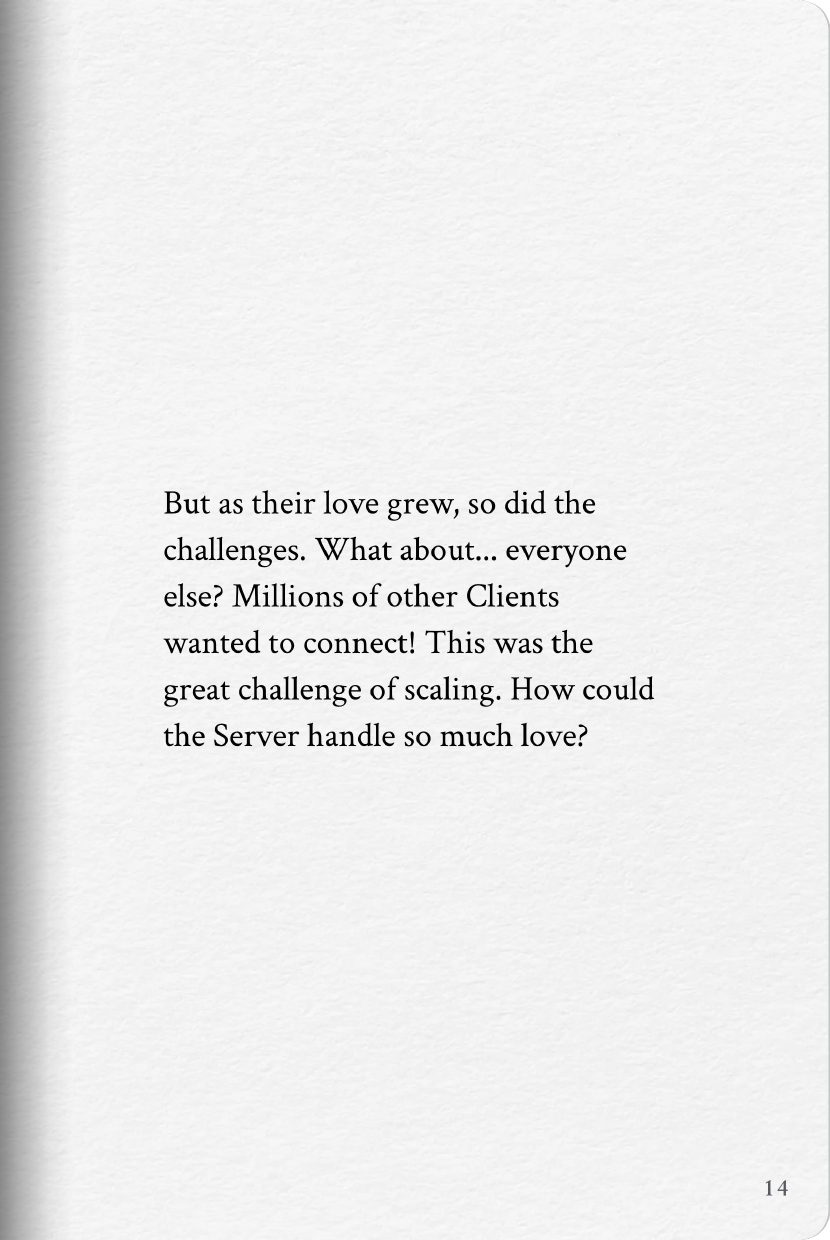 But as their love grew, so did the
challenges. What about... everyone
else? Millions of other Clients
wanted to connect! This was the
great challenge of scaling. How could
the Server handle so much love?
14